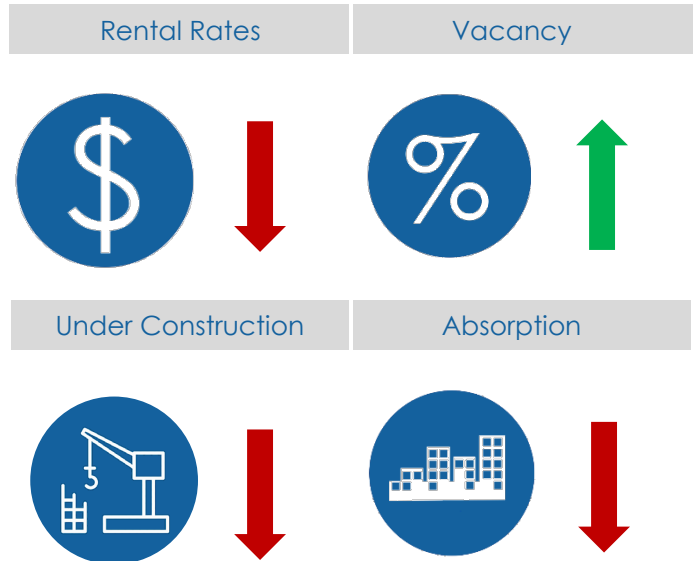 Rental Rates
Vacancy
$
%
Under Construction
Absorption